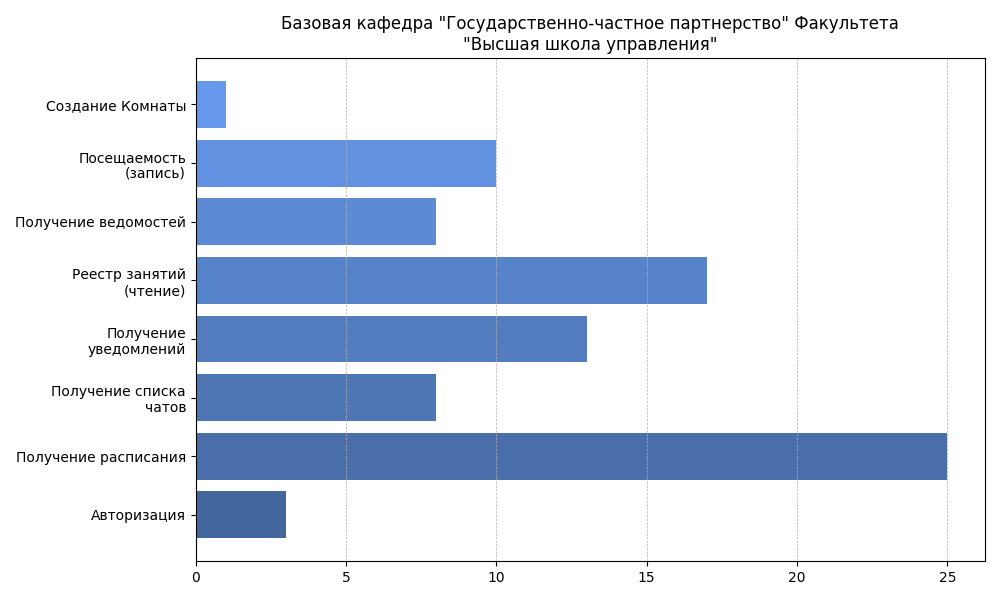 Базовая кафедра "Государственно-частное партнерство" Факультета
"Высшая школа управления"
Создание Комнаты
Посещаемость
(запись)
Получение ведомостей
Реестр занятий
(чтение)
Получение
уведомлений
Получение списка
чатов
Получение расписания
Авторизация
0
5
10
15
20
25